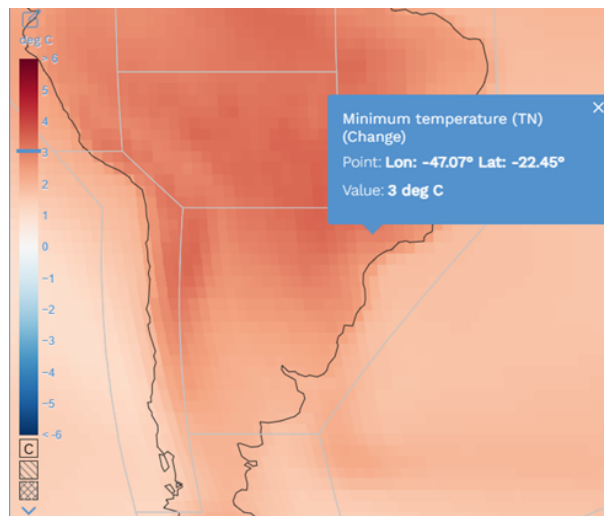 deg C
> 6
5
4
3
2
1
0
−1
−2
−3
−4
−5
< -6
C
Minimum temperature (TN)
(Change)
Point: Lon: -47.07° Lat: -22.45°
Value: 3 deg C